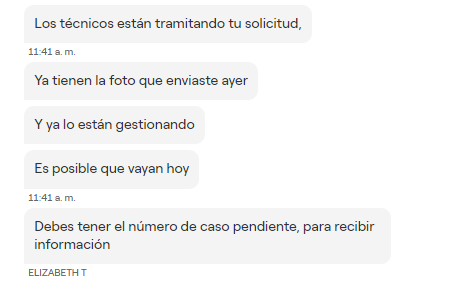 Los técnicos están tramitando tu solicitud,
11:41 a. m.
Ya tienen la foto que enviaste ayer
Y ya lo están gestionando
Es posible que vayan hoy
11:41 a. m.
Debes tener el número de caso pendiente, para recibir
información
ELIZABETH T